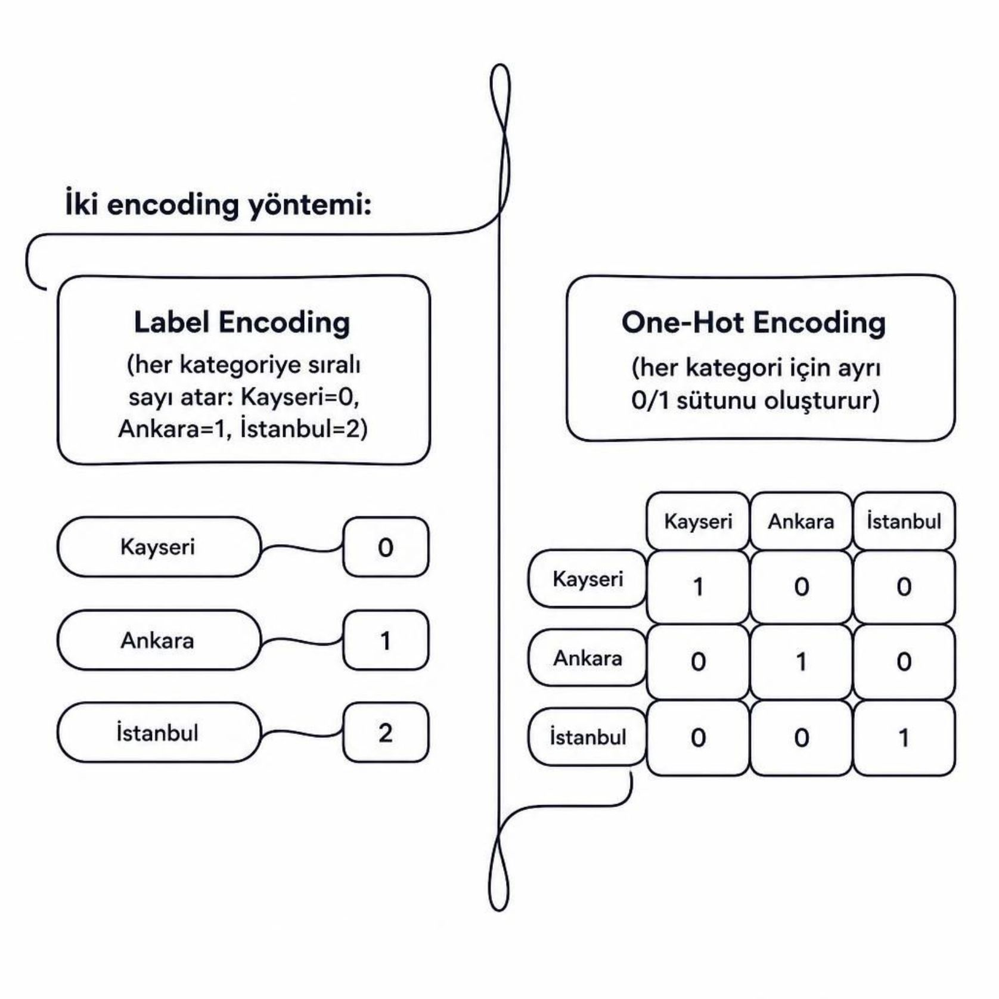 İki encoding yöntemi:
Label Encoding
(her kategoriye sıralı
sayı atar: Kayseri=0,
Ankara=1, İstanbul=2)
Kayseri 0
Ankara 1
İstanbul 2
One-Hot Encoding
(her kategori için ayrı
0/1 sütunu oluşturur)
Kayseri Ankara İstanbul
Kayseri 1 0 0
Ankara 0 1 0
İstanbul 0 0 1